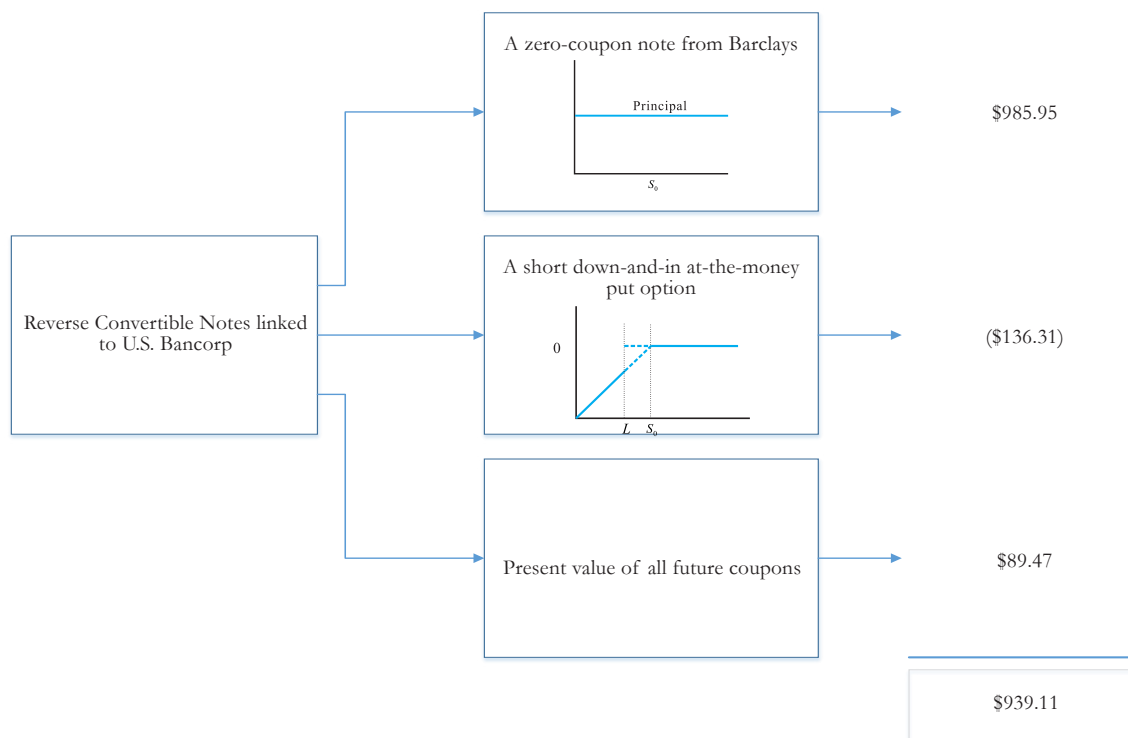 A zero-coupon note from Barclays
Principal
S₀
$985.95
Reverse Convertible Notes linked
to U.S. Bancorp
A short down-and-in at-the-money
put option
0
L S₀
($136.31)
Present value of all future coupons
$89.47
$939.11